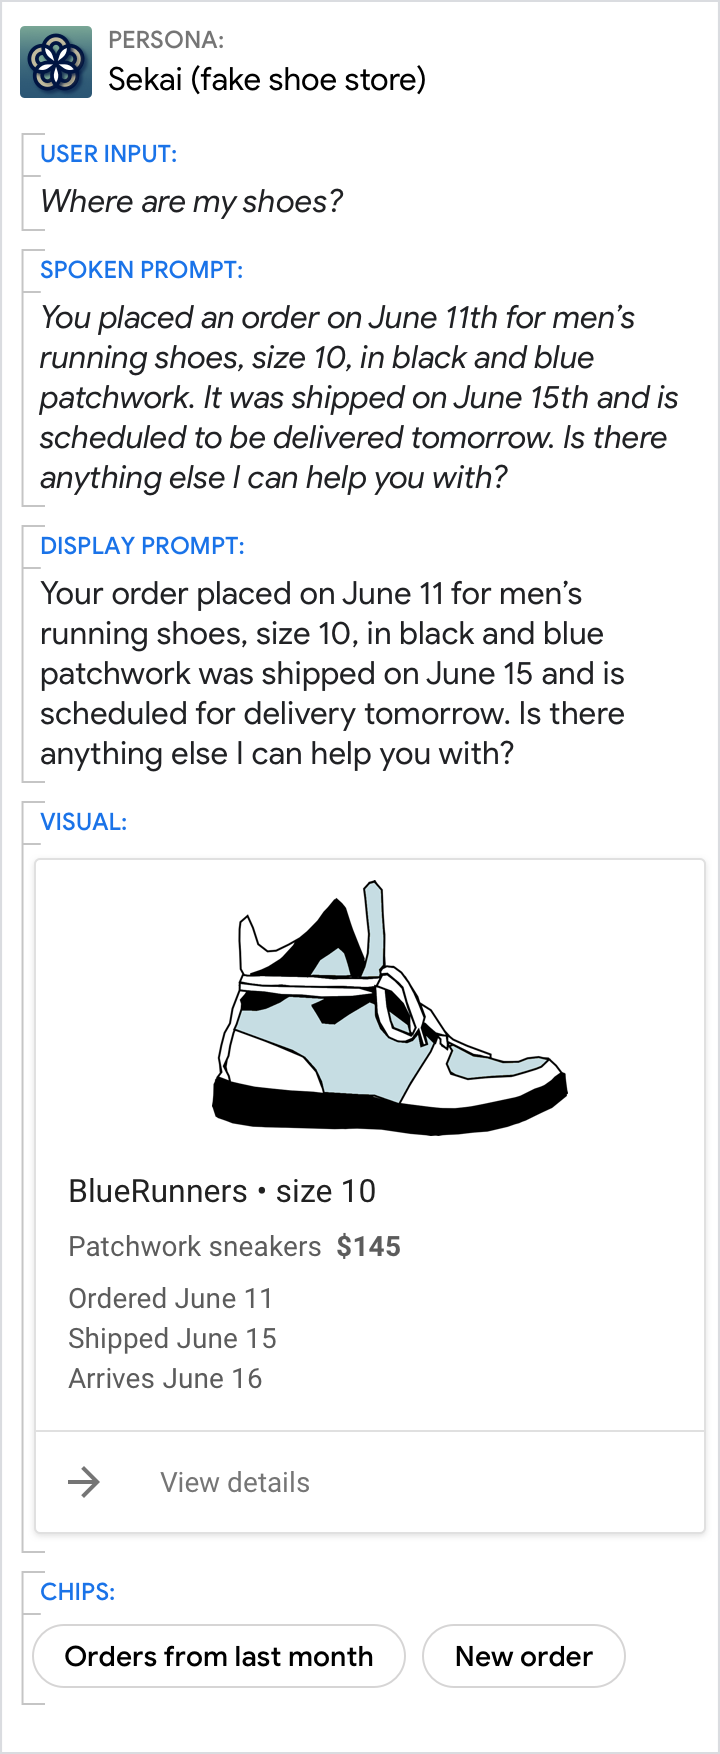 PERSONA:
Sekai (fake shoe store)
USER INPUT:
Where are my shoes?
SPOKEN PROMPT:
You placed an order on June 11th for men’s
running shoes, size 10, in black and blue
patchwork. It was shipped on June 15th and is
scheduled to be delivered tomorrow. Is there
anything else I can help you with?
DISPLAY PROMPT:
Your order placed on June 11 for men’s
running shoes, size 10, in black and blue
patchwork was shipped on June 15 and is
scheduled for delivery tomorrow. Is there
anything else I can help you with?
VISUAL:
BlueRunners • size 10
Patchwork sneakers $145
Ordered June 11
Shipped June 15
Arrives June 16
View details
CHIPS:
Orders from last month
New order